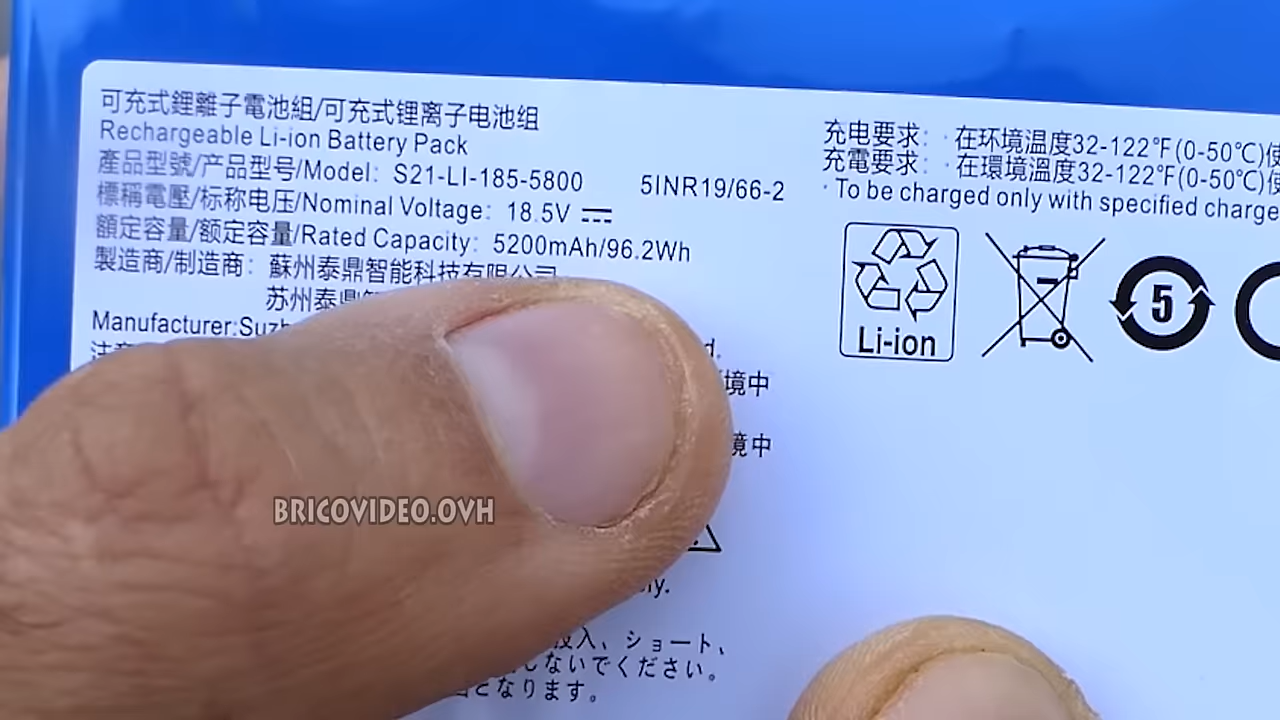 可充式鋰離子電池組/可充式锂离子电池组
Rechargeable Li-ion Battery Pack
產品型號/产品型号/Model: S21-LI-185-5800 5INR19/66-2
標稱電壓/标称电压/Nominal Voltage: 18.5V
額定容量/额定容量/Rated Capacity: 5200mAh/96.2Wh
製造商/制造商: 蘇州泰鼎智能科技有限公司
苏州泰鼎
Manufacturer:Suzh
注意
d.
境中
境中
ly.
投入、ショート、
しないでください。
となります。
充电要求: · 在环境温度32-122°F(0-50℃)使
充電要求: · 在環境溫度32-122°F(0-50℃)使
· To be charged only with specified charge
Li-ion
5
BRICOVIDEO.OVH